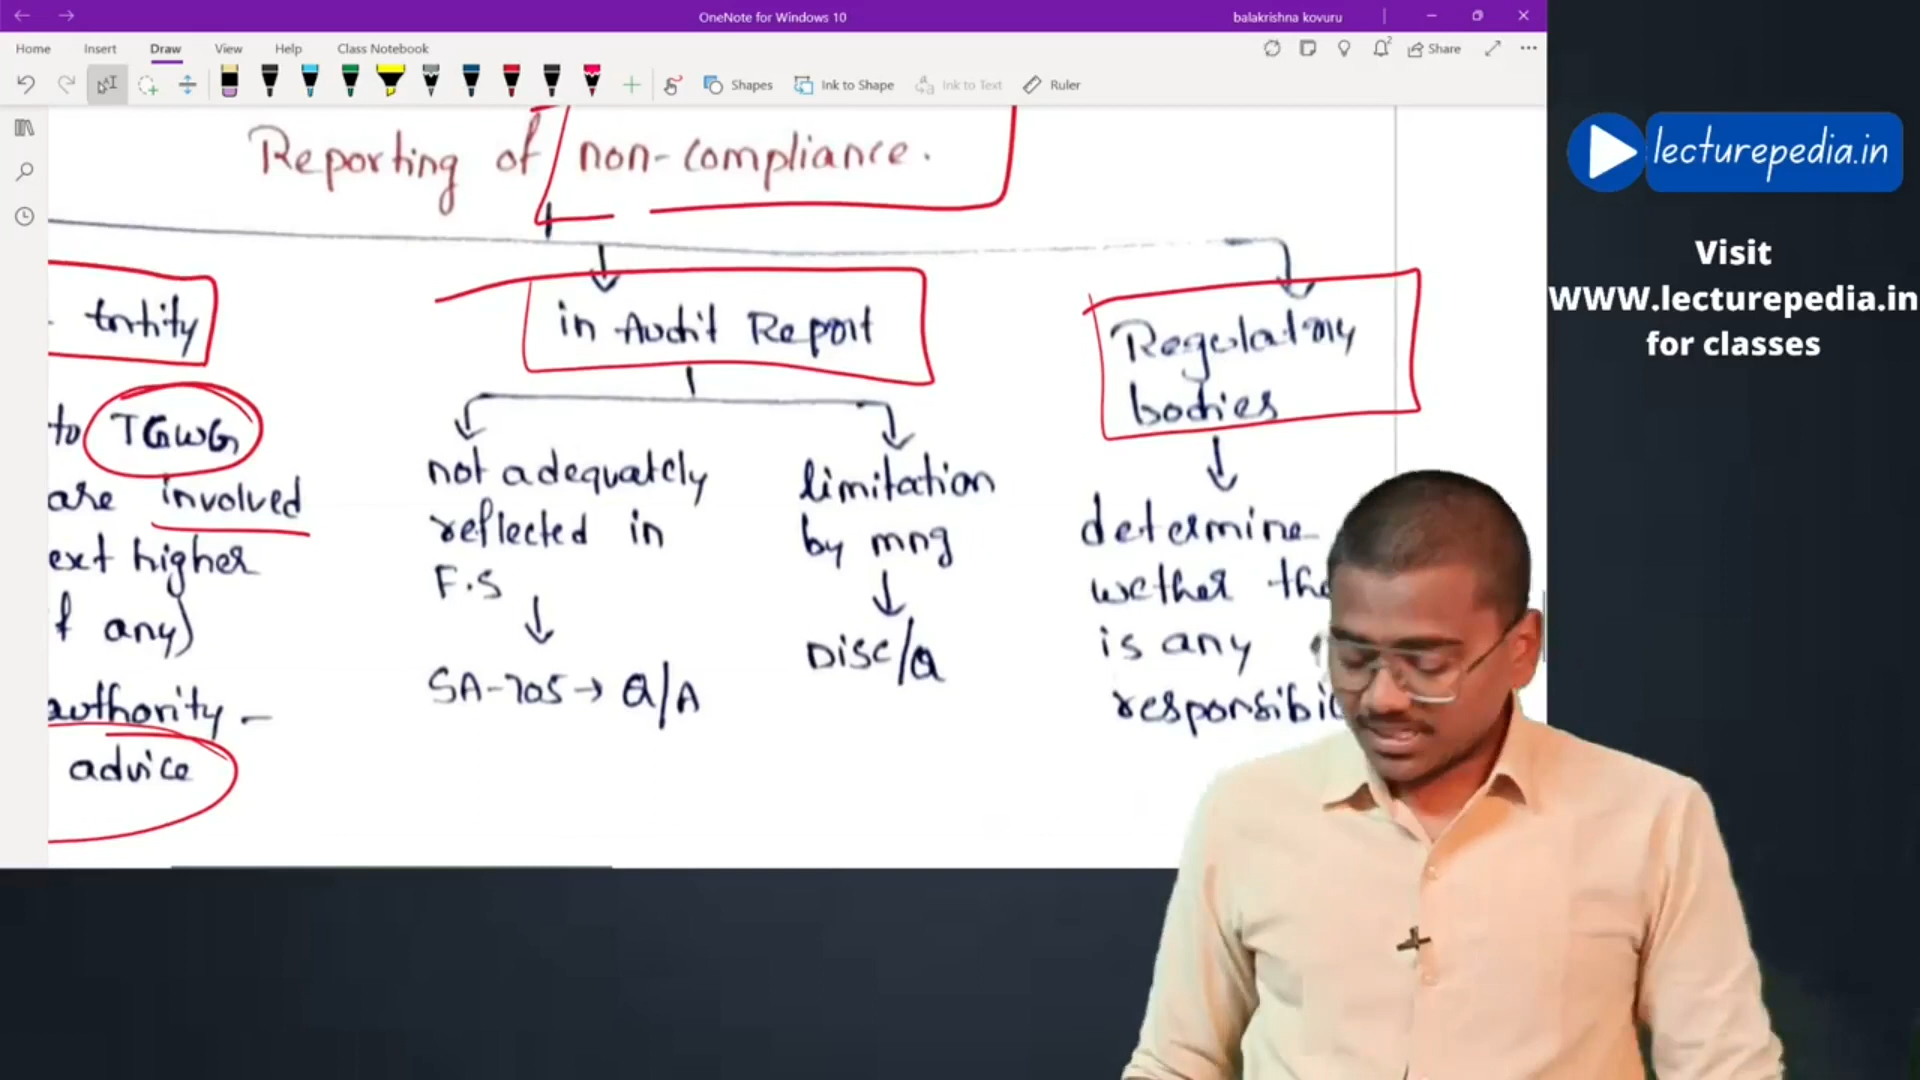 OneNote for Windows 10
balakrishna kovuru
Home Insert Draw View Help Class Notebook
2
Share
Shapes
Ink to Shape
Ink to Text
Ruler
Reporting of non-compliance.
entity
to TGWG
are involved
ext higher
f any)
authority -
advice
in Audit Report
not adequately
reflected in
F.S
SA-705 → Q/A
limitation
by mng
DISC/Q
Regulatory
bodies
determine
wether the
is any
responsibi
lecturepedia.in
Visit
WWW.lecturepedia.in
for classes